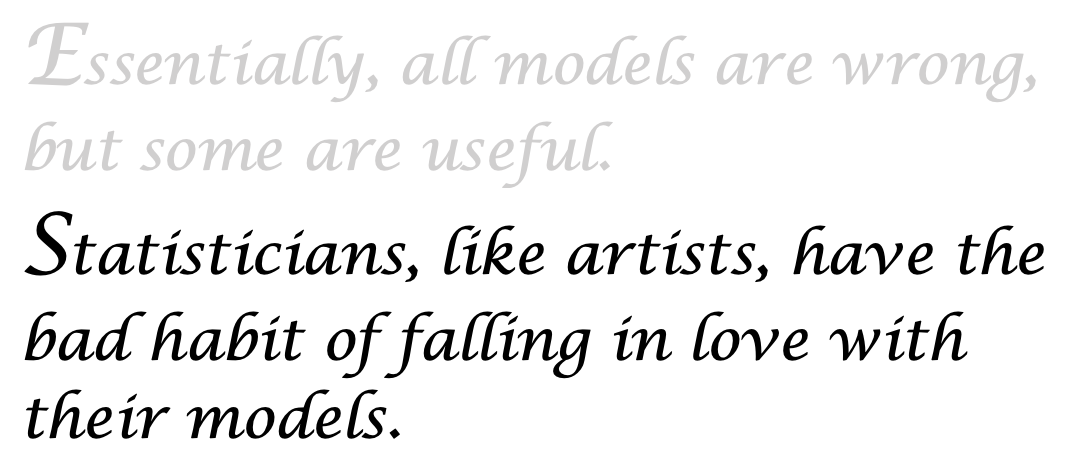 Essentially, all models are wrong,
but some are useful.
Statisticians, like artists, have the
bad habit of falling in love with
their models.